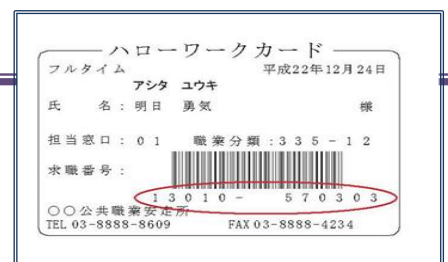 ハローワークカード
フルタイム 平成22年12月24日
アシタ ユウキ
氏 名：明日 勇気 様
担当窓口：01 職業分類：335－12
求職番号：
13010－ 570303
○○公共職業安定所
TEL 03-8888-8609 FAX 03-8888-4234